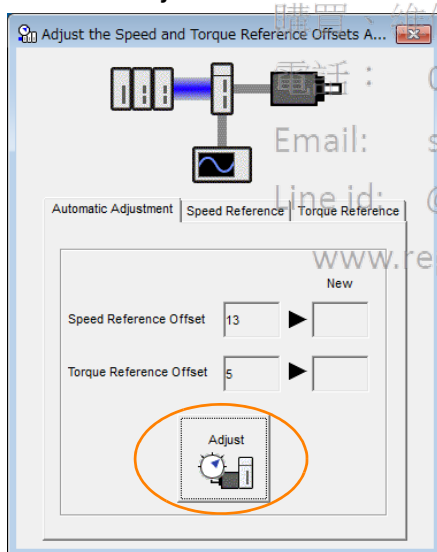 購買、維
Adjust the Speed and Torque Reference Offsets A...
電話：
Email:
Line id: @
Automatic Adjustment Speed Reference Torque Reference
www.re
New
Speed Reference Offset 13
Torque Reference Offset 5
Adjust